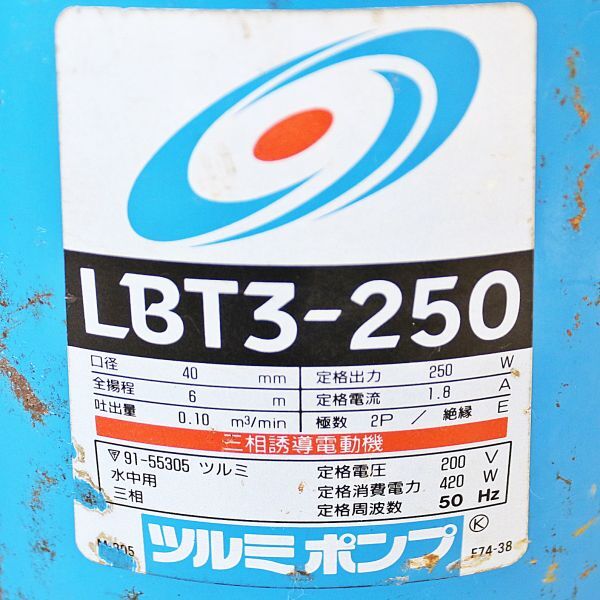 LBT3-250
口径 40 mm 定格出力 250 W
全揚程 6 m 定格電流 1.8 A
吐出量 0.10 m³/min 極数 2P / 絶縁 E
三相誘導電動機
▽91-55305 ツルミ 定格電圧 200 V
水中用 定格消費電力 420 W
三相 定格周波数 50 Hz
ツルミポンプ K
E74-38